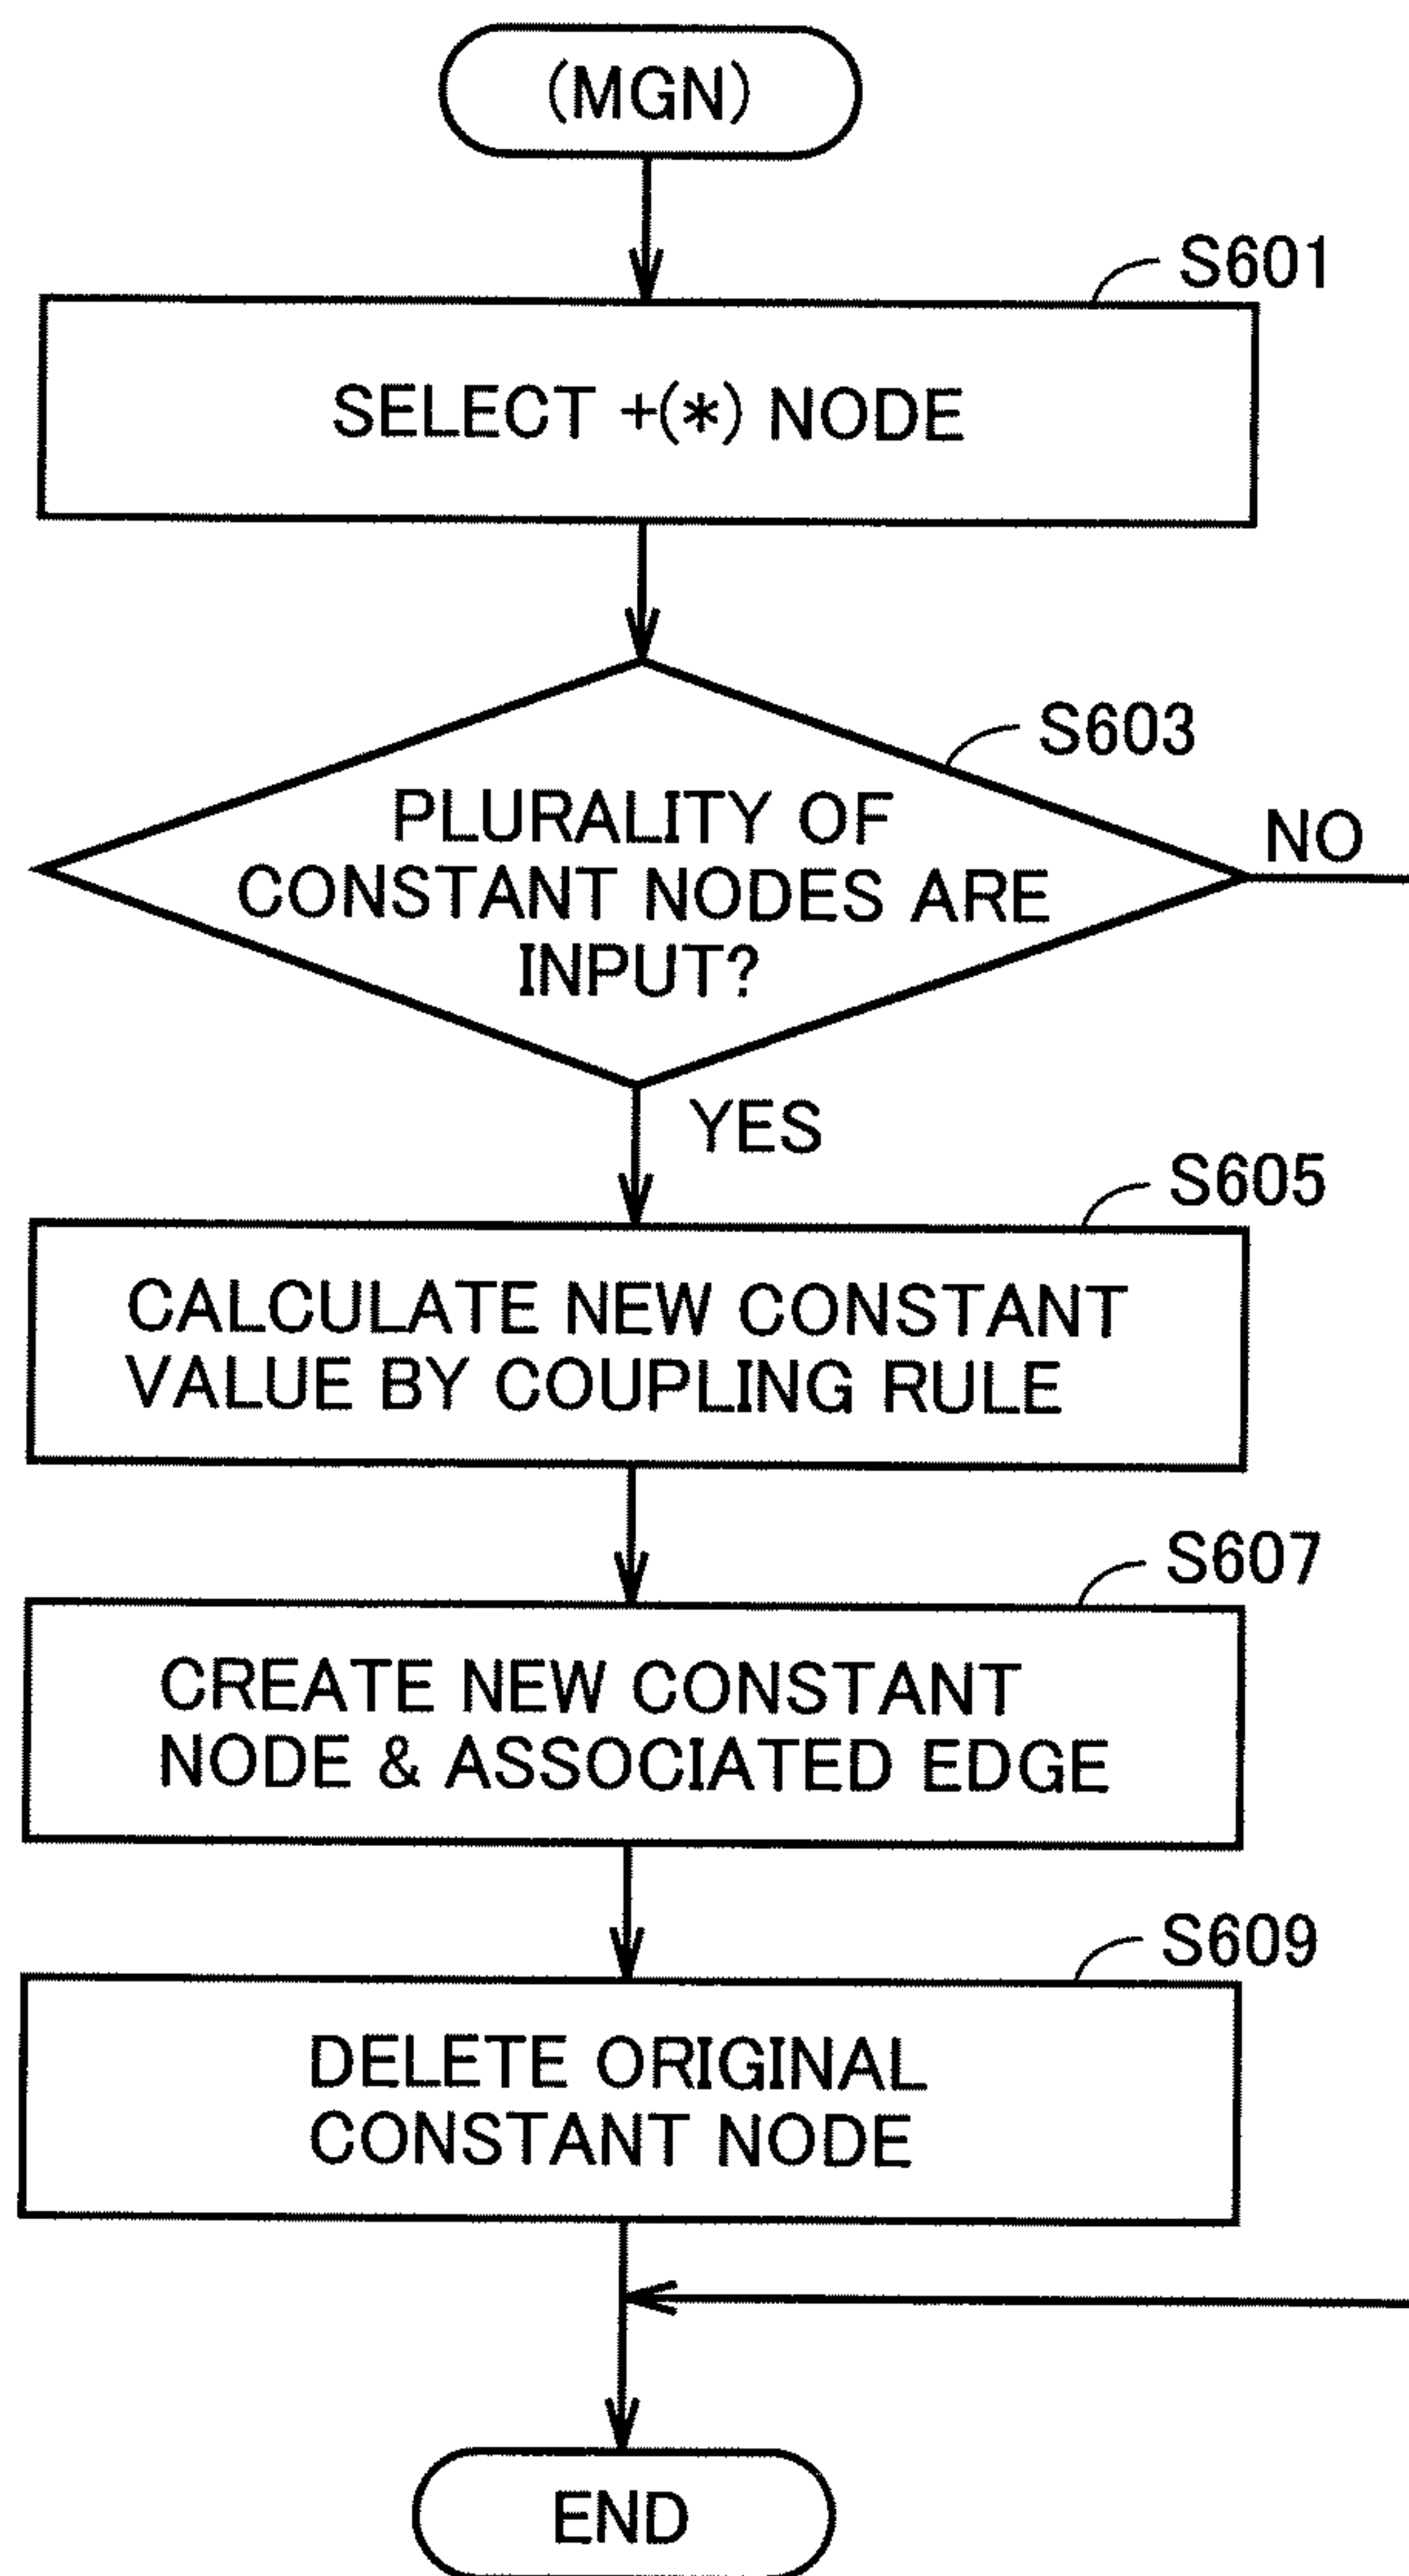 (MGN)
S601
SELECT +(*) NODE
S603
PLURALITY OF
CONSTANT NODES ARE
INPUT?
NO
YES
S605
CALCULATE NEW CONSTANT
VALUE BY COUPLING RULE
S607
CREATE NEW CONSTANT
NODE & ASSOCIATED EDGE
S609
DELETE ORIGINAL
CONSTANT NODE
END